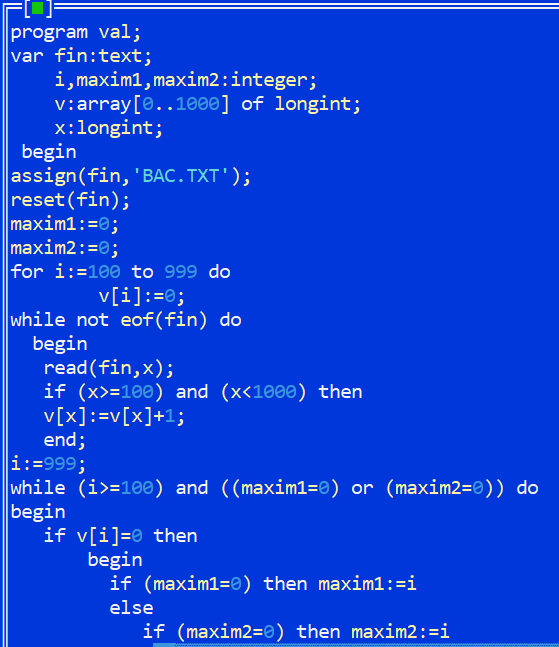 program val;
var fin:text;
    i,maxim1,maxim2:integer;
    v:array[0..1000] of longint;
    x:longint;
 begin
assign(fin,'BAC.TXT');
reset(fin);
maxim1:=0;
maxim2:=0;
for i:=100 to 999 do
        v[i]:=0;
while not eof(fin) do
  begin
   read(fin,x);
   if (x>=100) and (x<1000) then
   v[x]:=v[x]+1;
   end;
i:=999;
while (i>=100) and ((maxim1=0) or (maxim2=0)) do
begin
   if v[i]=0 then
       begin
         if (maxim1=0) then maxim1:=i
         else
            if (maxim2=0) then maxim2:=i